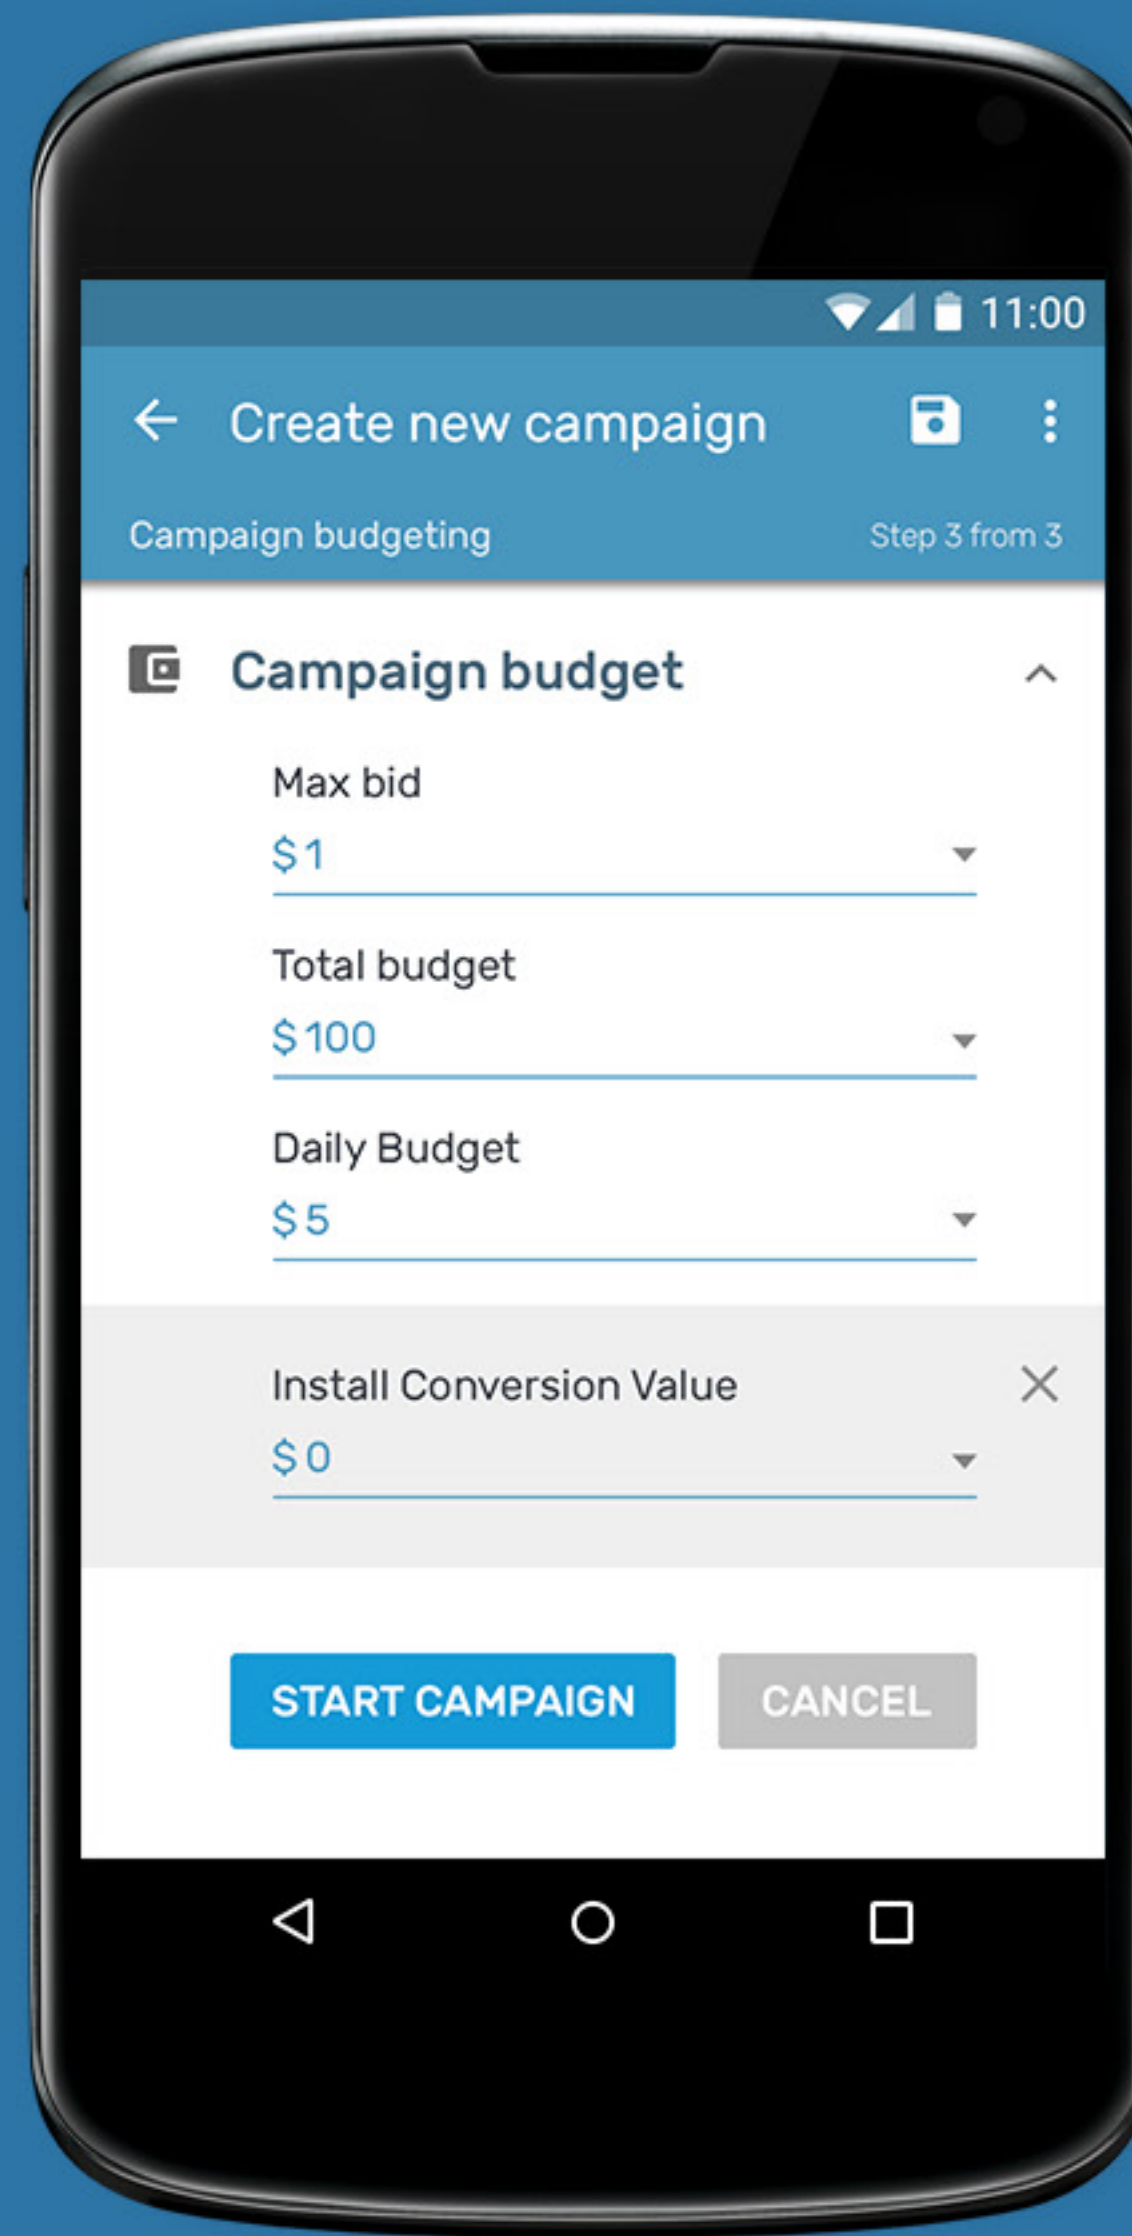 11:00
Create new campaign
Campaign budgeting Step 3 from 3
Campaign budget
Max bid
$ 1
Total budget
$ 100
Daily Budget
$ 5
Install Conversion Value
$ 0
START CAMPAIGN CANCEL